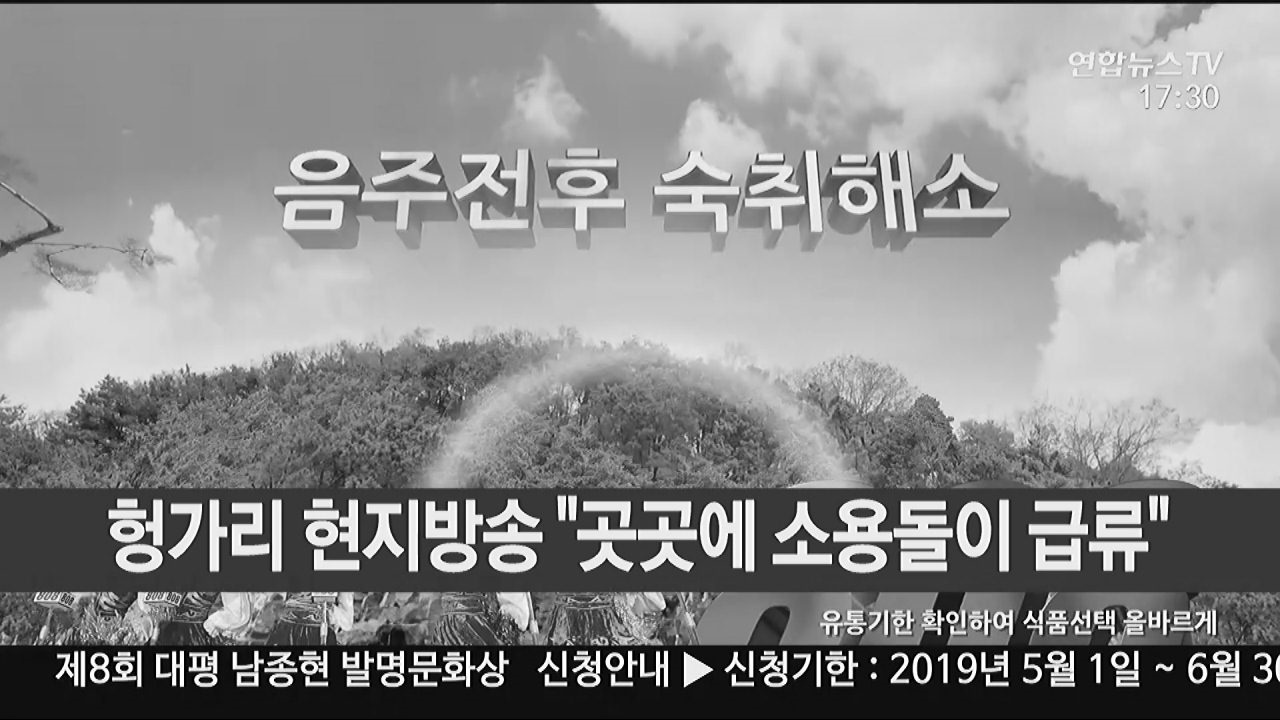 연합뉴스TV
17:30
음주전후 숙취해소
헝가리 현지방송 "곳곳에 소용돌이 급류"
유통기한 확인하여 식품선택 올바르게
제8회 대평 남종현 발명문화상 신청안내 ▶ 신청기한 : 2019년 5월 1일 ~ 6월 30